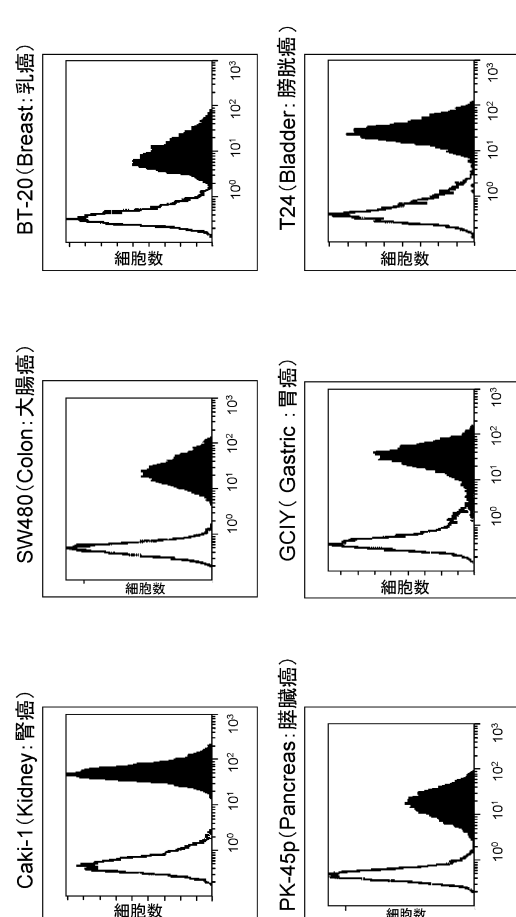 Caki-1(Kidney:腎癌)
細胞数
10⁰ 10¹ 10² 10³
SW480(Colon:大腸癌)
細胞数
10⁰ 10¹ 10² 10³
BT-20(Breast:乳癌)
細胞数
10⁰ 10¹ 10² 10³
PK-45p(Pancreas:膵臓癌)
細胞数
10⁰ 10¹ 10² 10³
GCIY( Gastric :胃癌)
細胞数
10⁰ 10¹ 10² 10³
T24(Bladder:膀胱癌)
細胞数
10⁰ 10¹ 10² 10³